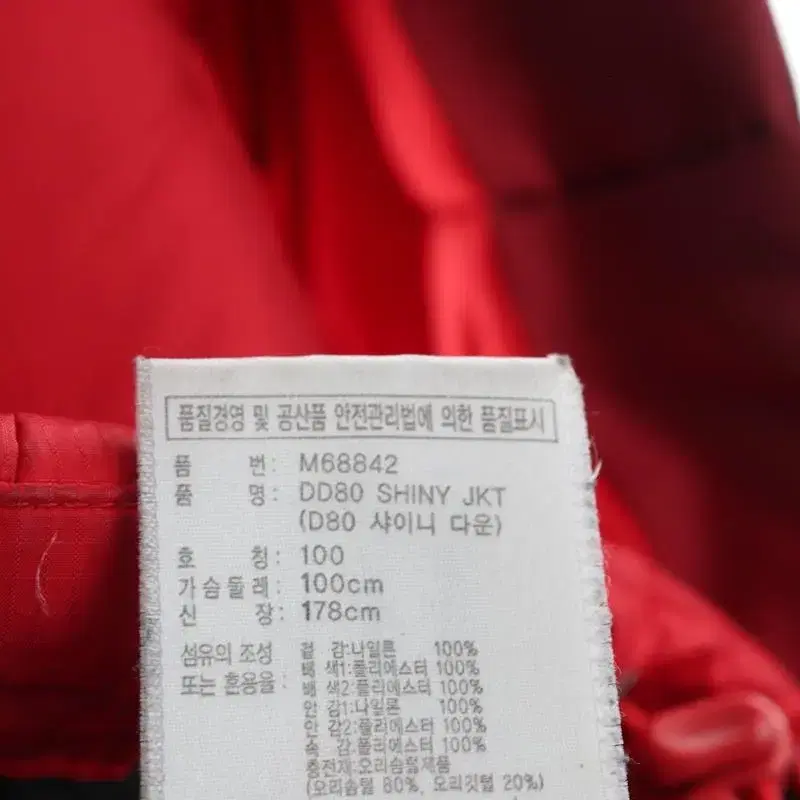 품질경영 및 공산품 안전관리법에 의한 품질표시
품 번: M68842
품 명: DD80 SHINY JKT
(D80 샤이니 다운)
호 칭: 100
가슴둘레: 100cm
신 장: 178cm
섬유의 조성 겉 감:나일론 100%
또는 혼용율: 배 색1:폴리에스터 100%
배 색2:폴리에스터 100%
안 감1:나일론 100%
안 감2:폴리에스터 100%
속 감:폴리에스터 100%
충전재:오리솜털제품
(오리솜털 80%, 오리깃털 20%)